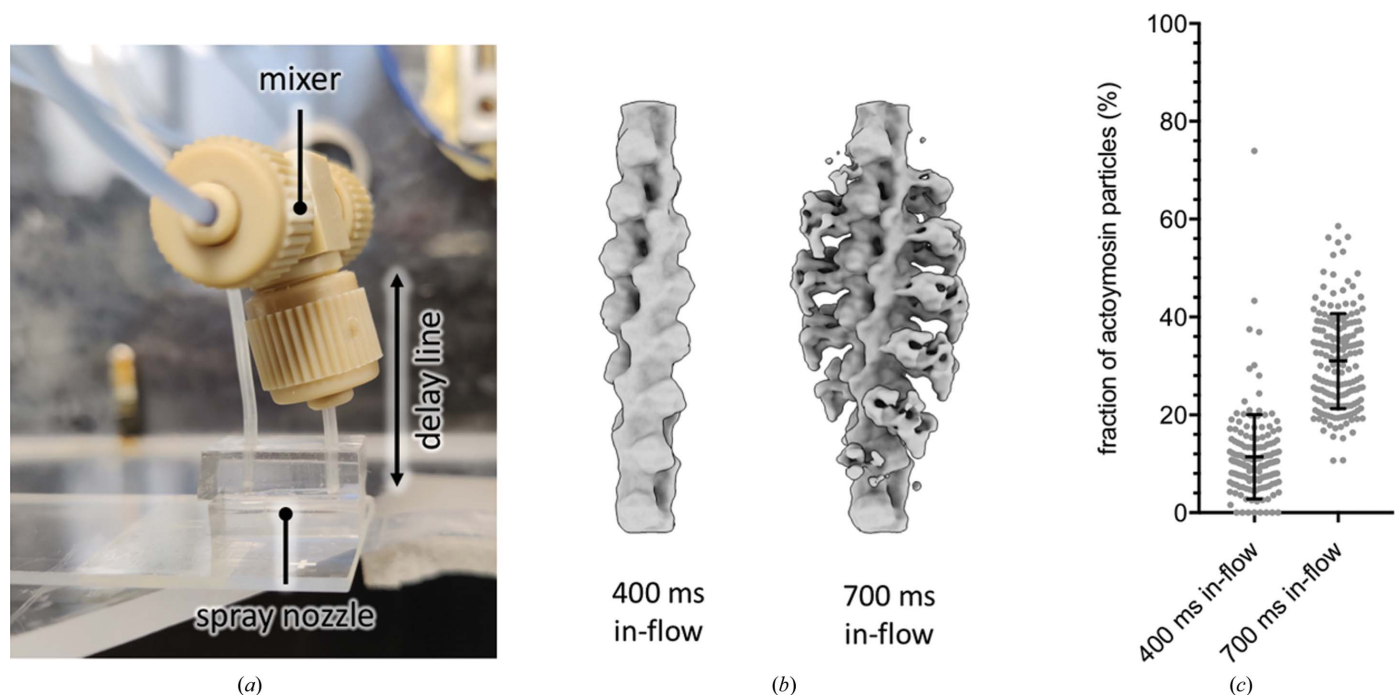 mixer
delay line
spray nozzle
(a)
400 ms
in-flow
700 ms
in-flow
(b)
fraction of actoymosin particles (%)
100
80
60
40
20
0
400 ms in-flow
700 ms in-flow
(c)